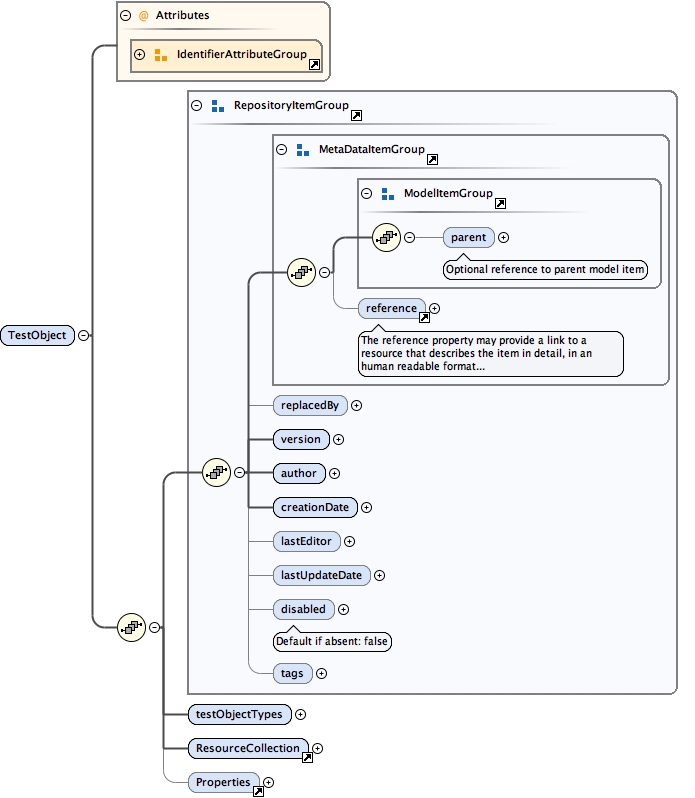 @ Attributes
IdentifierAttributeGroup
RepositoryItemGroup
MetaDataItemGroup
ModelItemGroup
parent
Optional reference to parent model item
reference
The reference property may provide a link to a
resource that describes the item in detail, in an
human readable format...
TestObject
replacedBy
version
author
creationDate
lastEditor
lastUpdateDate
disabled
Default if absent: false
tags
testObjectTypes
ResourceCollection
Properties